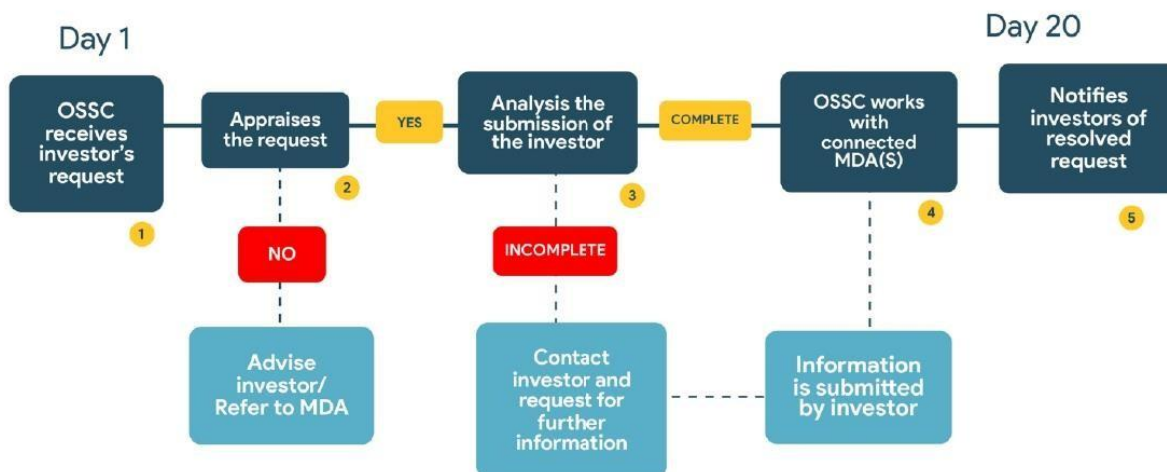 Day 1
Day 20
OSSC
receives
investor's
request
1
Appraises
the request
2
YES
Analysis the
submission of
the investor
3
COMPLETE
OSSC works
with
connected
MDA(S)
4
Notifies
investors of
resolved
request
5
NO
INCOMPLETE
Advise
investor/
Refer to MDA
Contact
investor and
request for
further
information
Information
is submitted
by investor